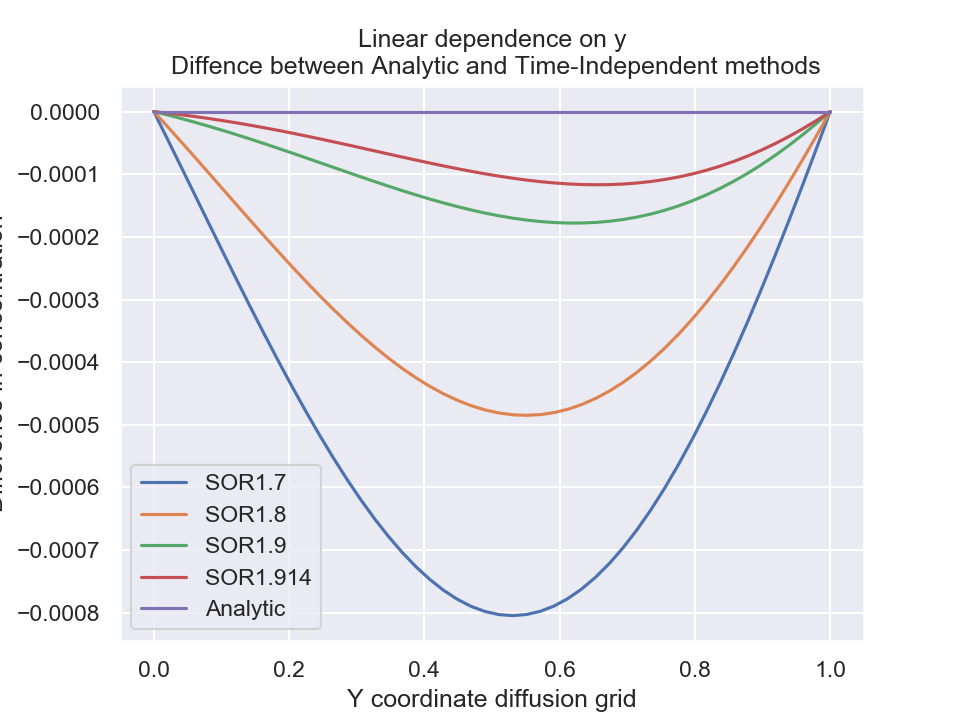 Linear dependence on y
Diffence between Analytic and Time-Independent methods
0.0000
−0.0001
−0.0002
−0.0003
−0.0004
−0.0005
−0.0006
−0.0007
−0.0008
SOR1.7
SOR1.8
SOR1.9
SOR1.914
Analytic
0.0 0.2 0.4 0.6 0.8 1.0
Y coordinate diffusion grid